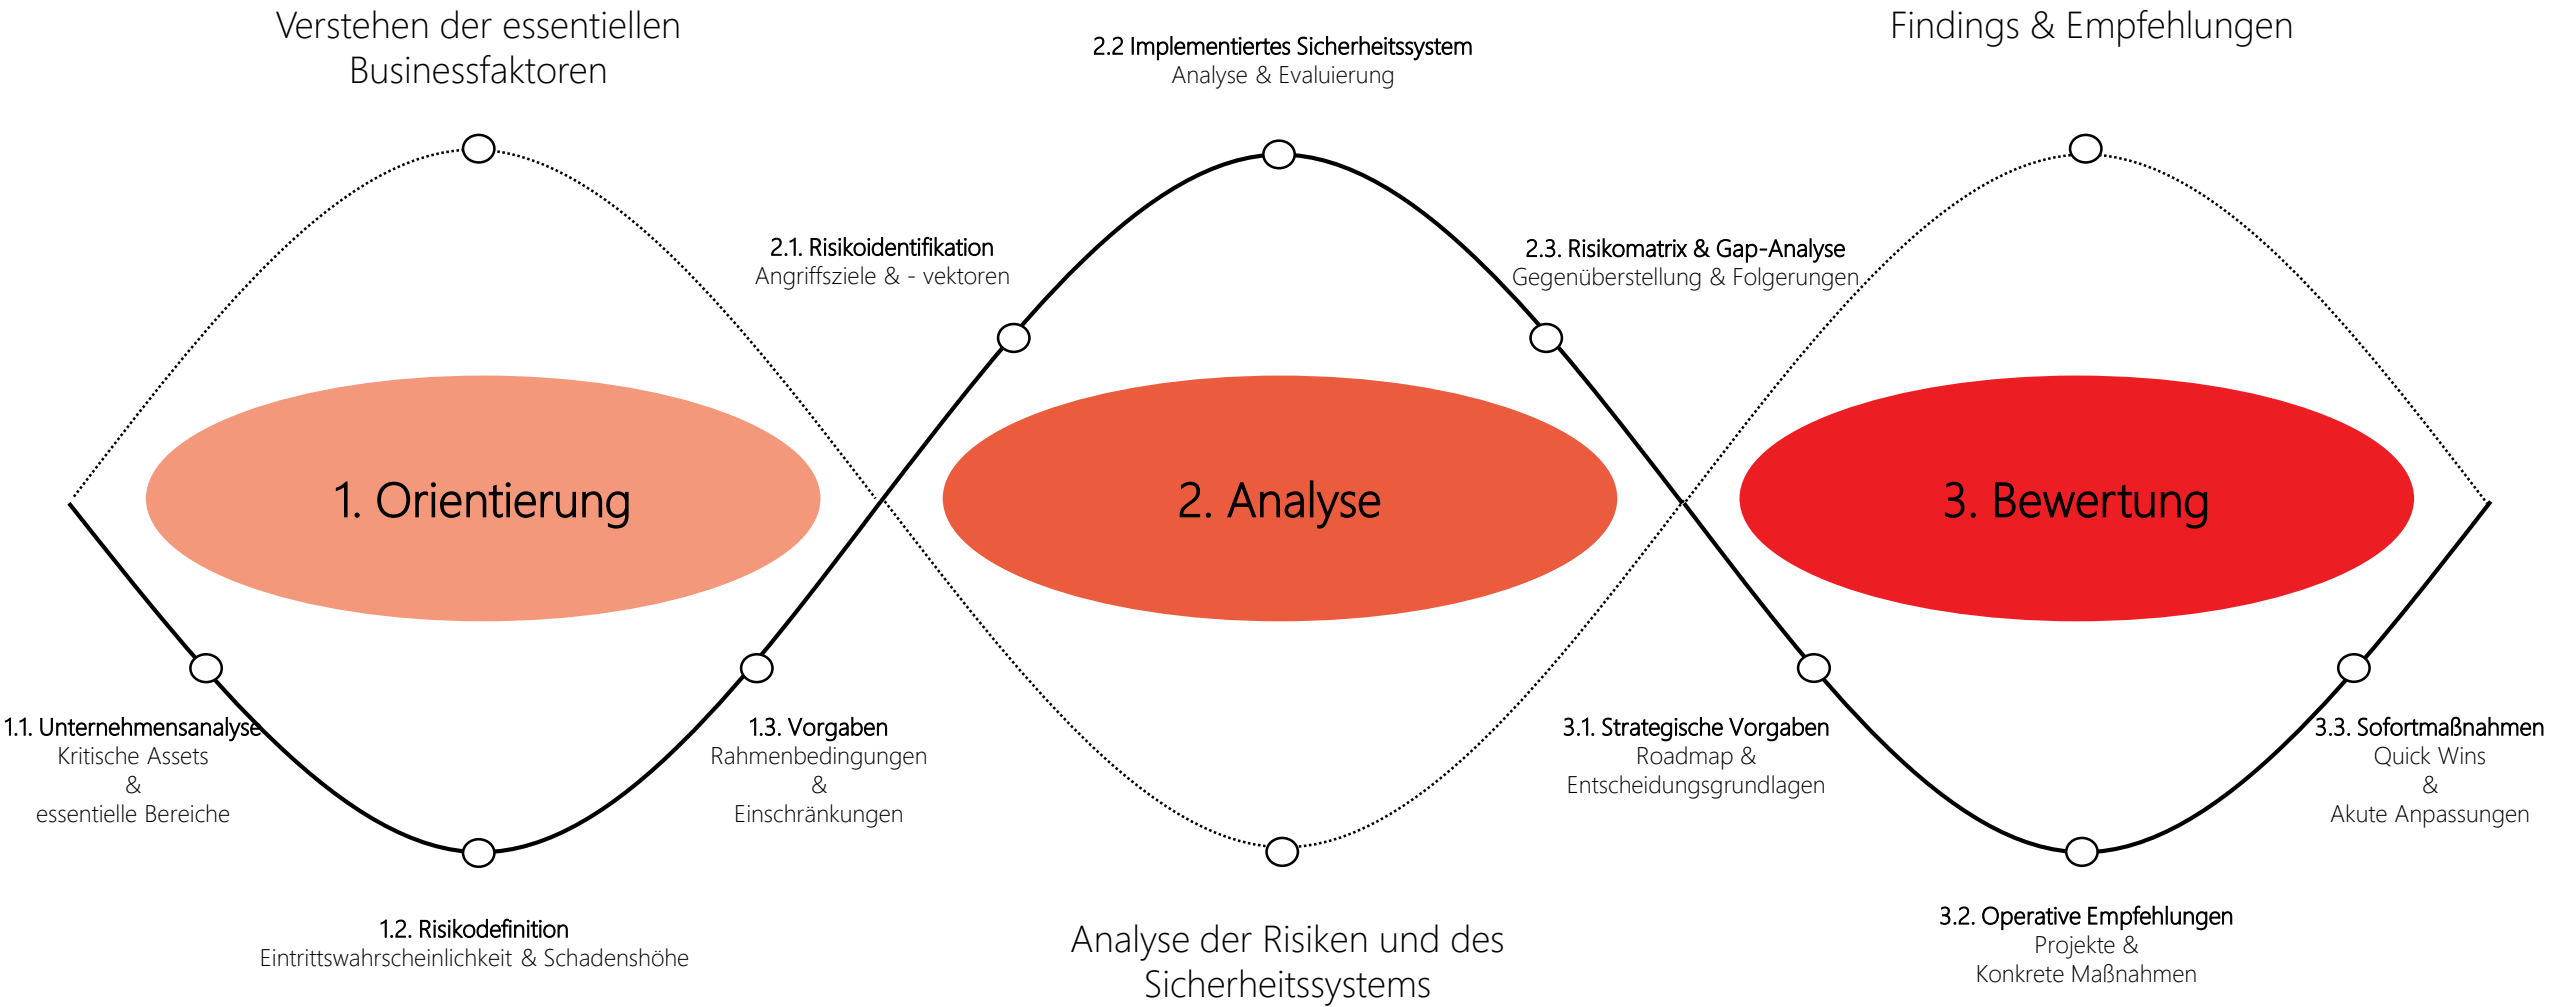 Verstehen der essentiellen
Businessfaktoren
2.2 Implementiertes Sicherheitssystem
Analyse & Evaluierung
Findings & Empfehlungen
2.1. Risikoidentifikation
Angriffsziele & - vektoren
2.3. Risikomatrix & Gap-Analyse
Gegenüberstellung & Folgerungen
1. Orientierung
2. Analyse
3. Bewertung
1.1. Unternehmensanalyse
Kritische Assets
&
essentielle Bereiche
1.3. Vorgaben
Rahmenbedingungen
&
Einschränkungen
3.1. Strategische Vorgaben
Roadmap &
Entscheidungsgrundlagen
3.3. Sofortmaßnahmen
Quick Wins
&
Akute Anpassungen
1.2. Risikodefinition
Eintrittswahrscheinlichkeit & Schadenshöhe
Analyse der Risiken und des
Sicherheitssystems
3.2. Operative Empfehlungen
Projekte &
Konkrete Maßnahmen